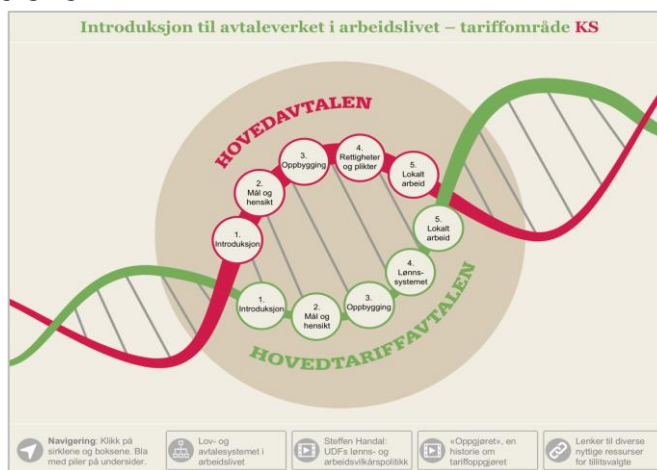 Introduksjon til avtaleverket i arbeidslivet – tariffområde KS
HOVEDAVTALEN
1.
Introduksjon
2.
Mål og
hensikt
3.
Oppbygging
4.
Rettigheter
og plikter
5.
Lokalt
arbeid
1.
Introduksjon
2.
Mål og
hensikt
3.
Oppbygging
4.
Lønns-
systemet
5.
Lokalt
arbeid
HOVEDTARIFFAVTALEN
Navigering: Klikk på
sirklene og boksene. Bla
med piler på undersider.
Lov- og
avtalesystemet i
arbeidslivet
Steffen Handal:
UDFs lønns- og
arbeidsvilkårspolitikk
«Oppgjøret», en
historie om
tariffoppgjøret
Lenker til diverse
nyttige ressurser
for tillitsvalgte